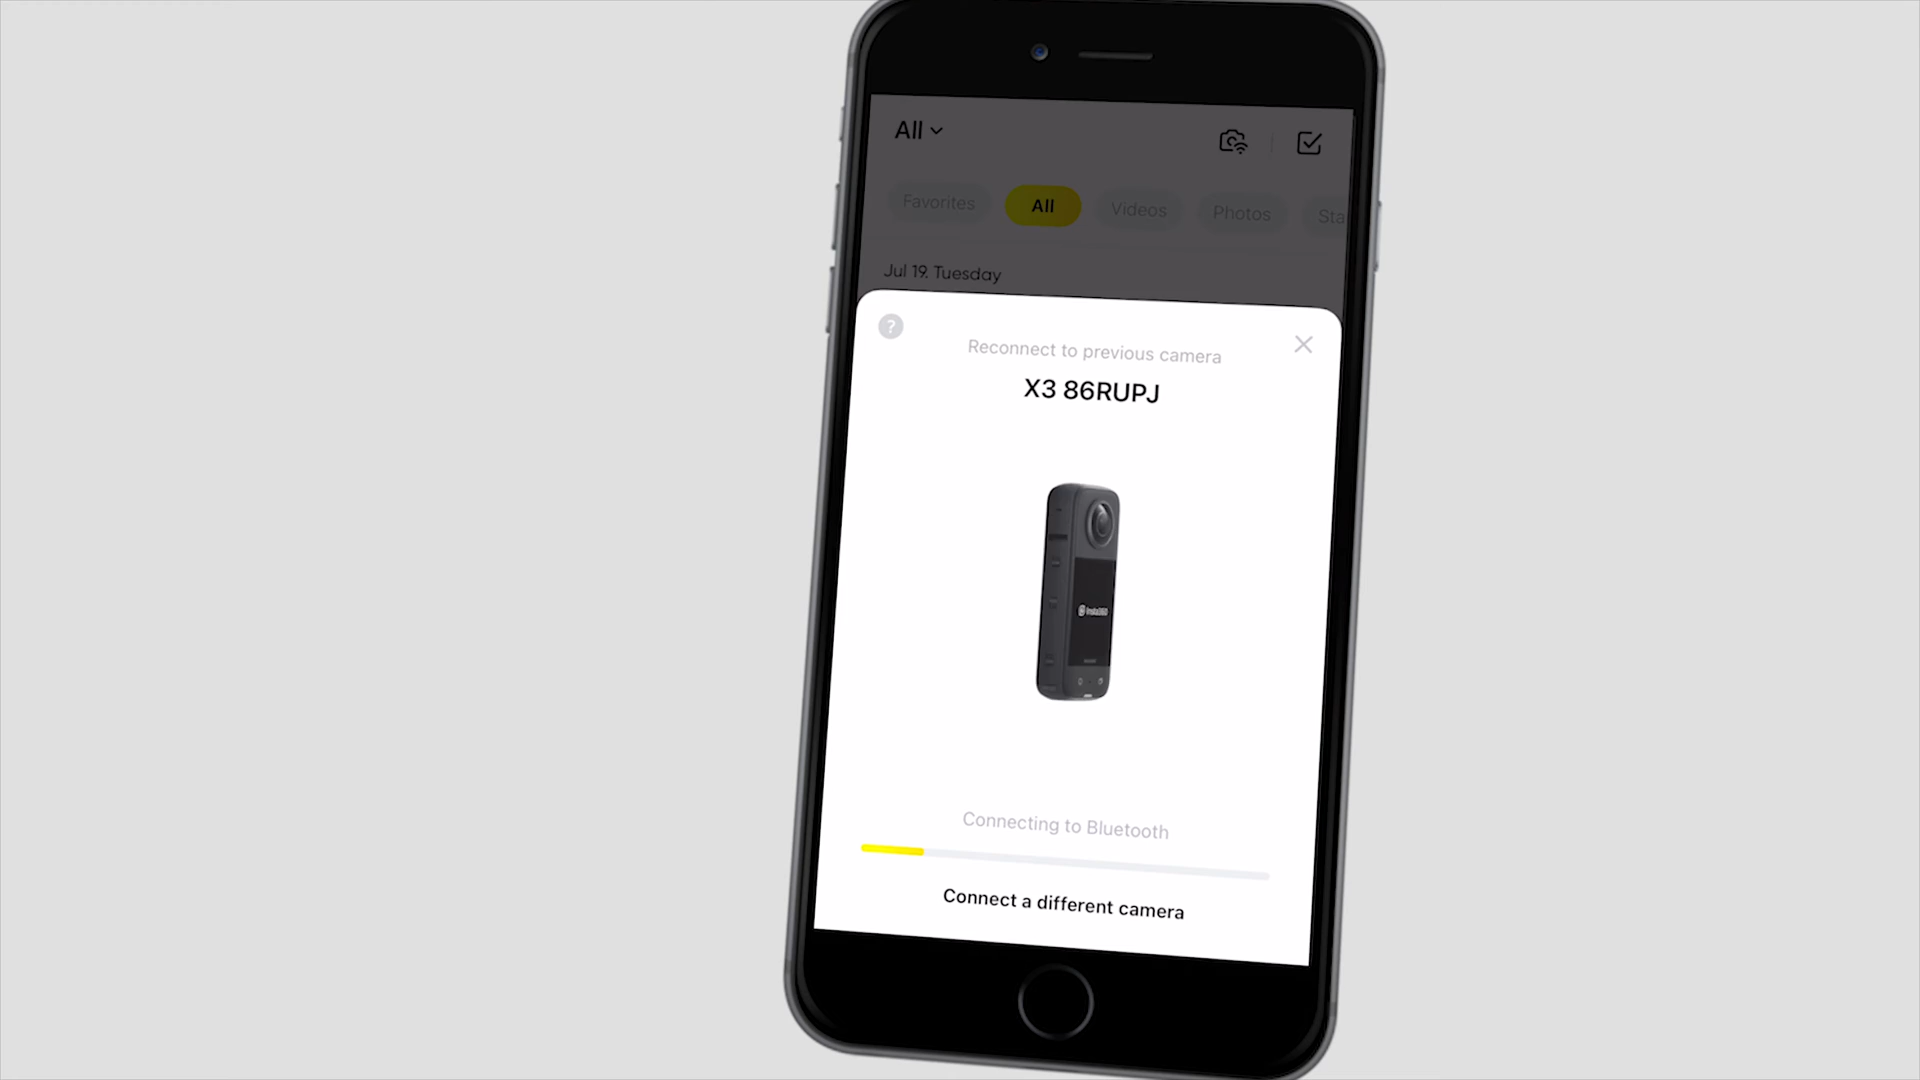 All
Favorites
All
Videos
Photos
Sta
Jul 19. Tuesday
?
Reconnect to previous camera
X3 86RUPJ
Insta360
Connecting to Bluetooth
Connect a different camera